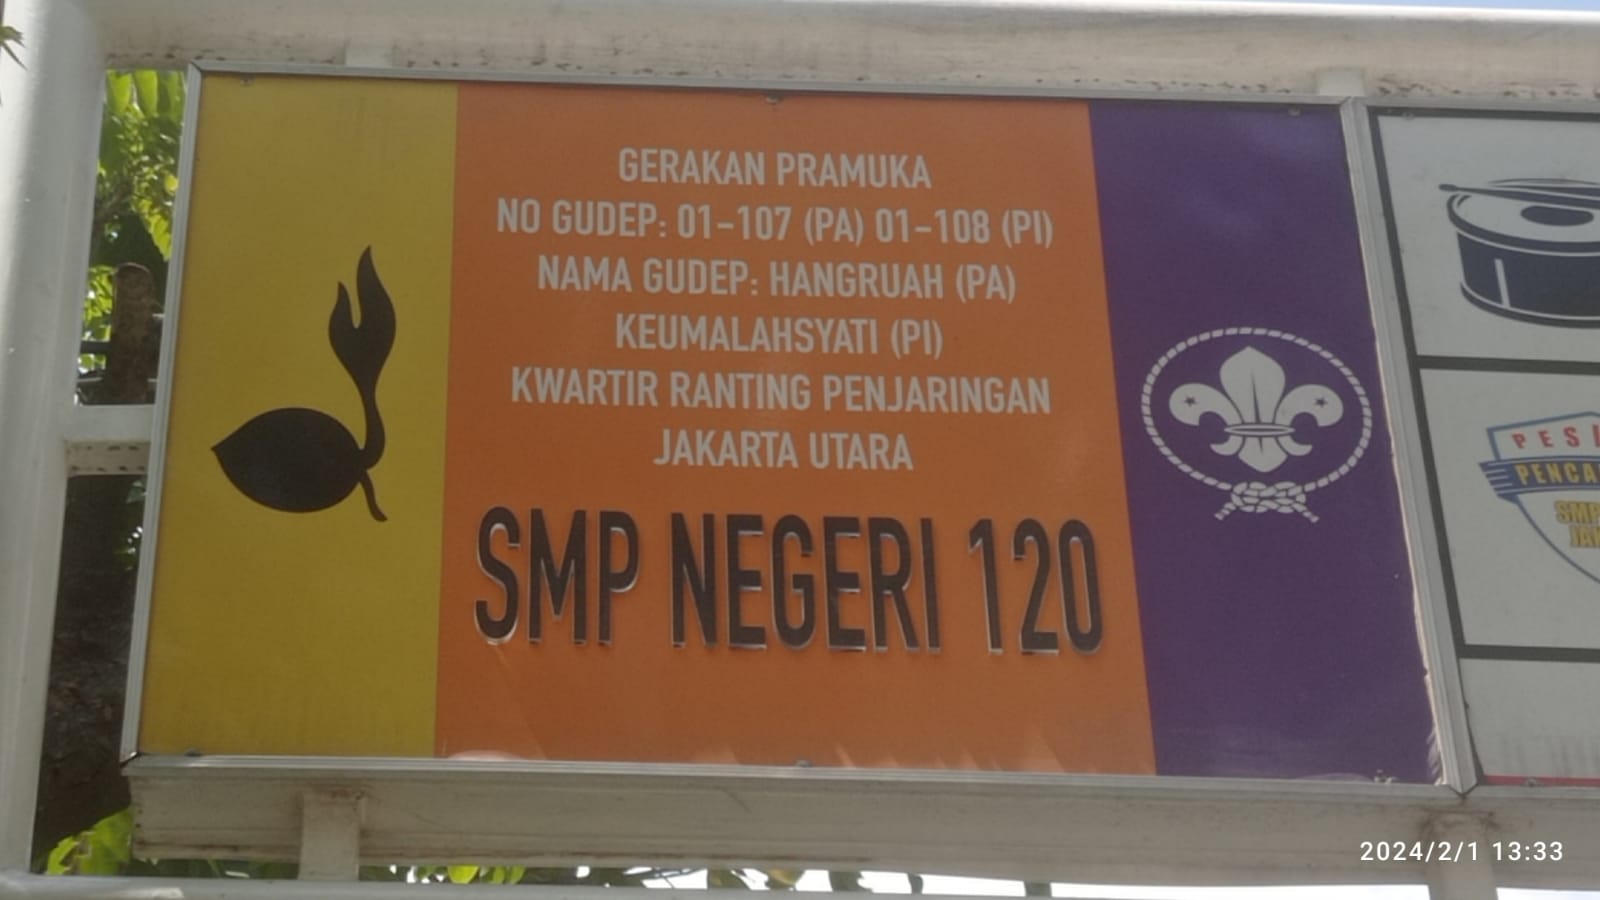 GERAKAN PRAMUKA
NO GUDEP: 01-107 (PA) 01-108 (PI)
NAMA GUDEP: HANGRUAH (PA)
KEUMALAHSYATI (PI)
KWARTIR RANTING PENJARINGAN
JAKARTA UTARA
SMP NEGERI 120
SMP
2024/2/1 13:33